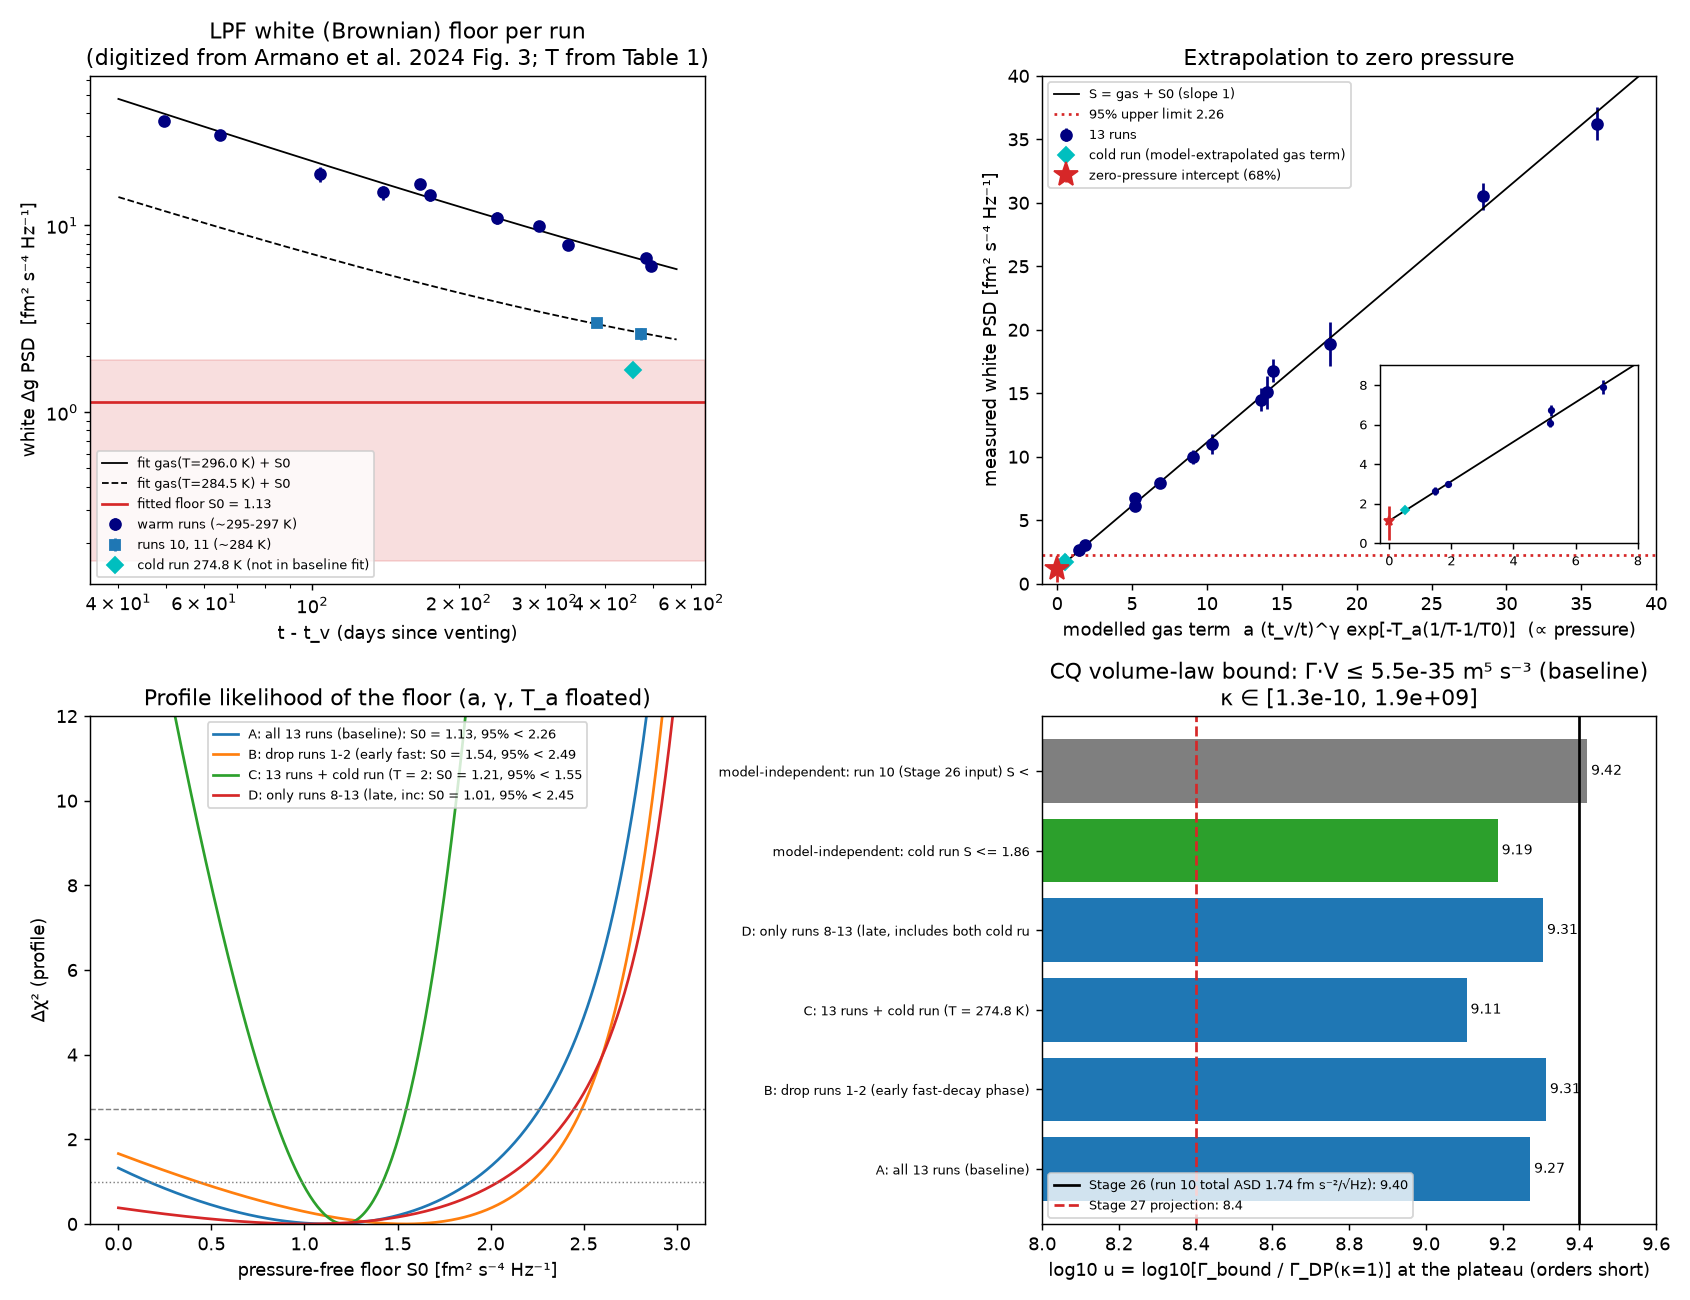 LPF white (Brownian) floor per run
(digitized from Armano et al. 2024 Fig. 3; T from Table 1)
white Δg PSD  [fm² s⁻⁴ Hz⁻¹]
10¹
10⁰
fit gas(T=296.0 K) + S0
fit gas(T=284.5 K) + S0
fitted floor S0 = 1.13
warm runs (~295-297 K)
runs 10, 11 (~284 K)
cold run 274.8 K (not in baseline fit)
4 × 10¹ 6 × 10¹ 10² 2 × 10² 3 × 10² 4 × 10² 6 × 10²
t - t_v (days since venting)
Extrapolation to zero pressure
measured white PSD [fm² s⁻⁴ Hz⁻¹]
40
35
30
25
20
15
10
5
0
S = gas + S0 (slope 1)
95% upper limit 2.26
13 runs
cold run (model-extrapolated gas term)
zero-pressure intercept (68%)
8
6
4
2
0
0 2 4 6 8
0 5 10 15 20 25 30 35 40
modelled gas term  a (t_v/t)^γ exp[-T_a(1/T-1/T0)]  (∝ pressure)
Profile likelihood of the floor (a, γ, T_a floated)
Δχ² (profile)
12
10
8
6
4
2
0
A: all 13 runs (baseline): S0 = 1.13, 95% < 2.26
B: drop runs 1-2 (early fast: S0 = 1.54, 95% < 2.49
C: 13 runs + cold run (T = 2: S0 = 1.21, 95% < 1.55
D: only runs 8-13 (late, inc: S0 = 1.01, 95% < 2.45
0.0 0.5 1.0 1.5 2.0 2.5 3.0
pressure-free floor S0 [fm² s⁻⁴ Hz⁻¹]
CQ volume-law bound: Γ·V ≤ 5.5e-35 m⁵ s⁻³ (baseline)
κ ∈ [1.3e-10, 1.9e+09]
model-independent: run 10 (Stage 26 input) S <
9.42
model-independent: cold run S <= 1.86
9.19
D: only runs 8-13 (late, includes both cold ru
9.31
C: 13 runs + cold run (T = 274.8 K)
9.11
B: drop runs 1-2 (early fast-decay phase)
9.31
A: all 13 runs (baseline)
9.27
Stage 26 (run 10 total ASD 1.74 fm s⁻²/√Hz): 9.40
Stage 27 projection: 8.4
8.0 8.2 8.4 8.6 8.8 9.0 9.2 9.4 9.6
log10 u = log10[Γ_bound / Γ_DP(κ=1)] at the plateau (orders short)